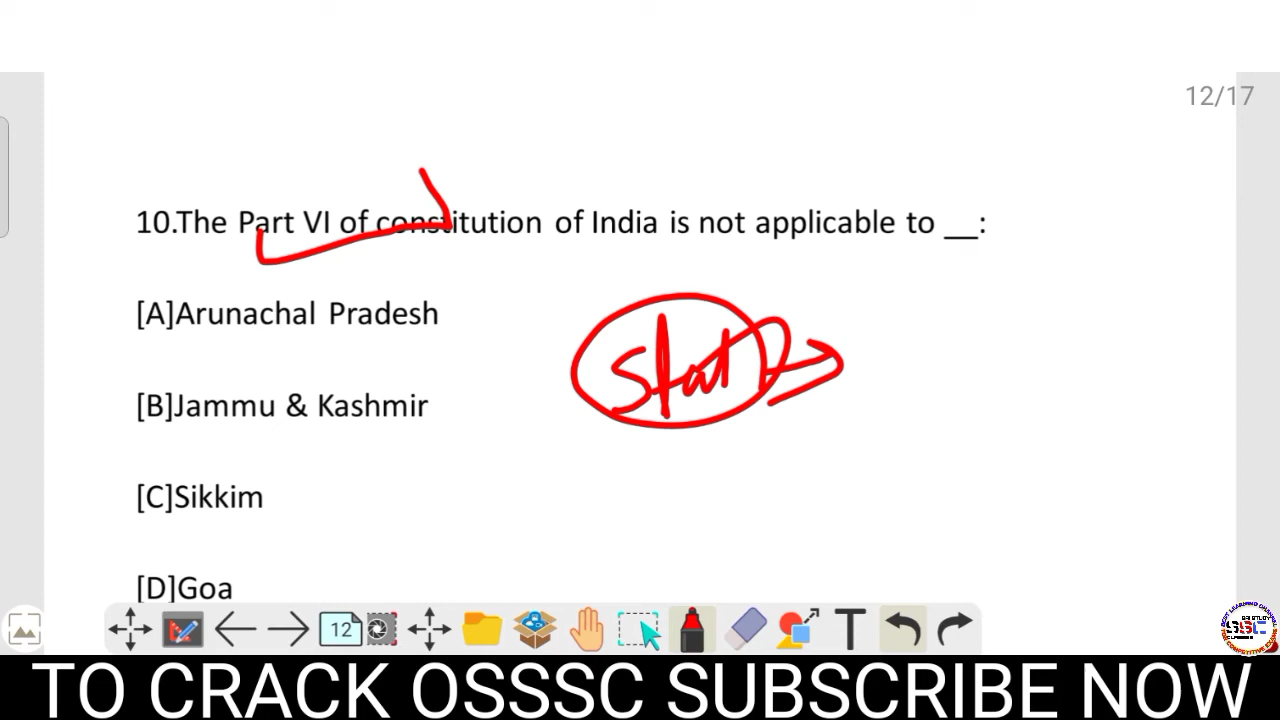 12/17
10.The Part VI of constitution of India is not applicable to __:
[A]Arunachal Pradesh
[B]Jammu & Kashmir
[C]Sikkim
[D]Goa
12
TO CRACK OSSSC SUBSCRIBE NOW